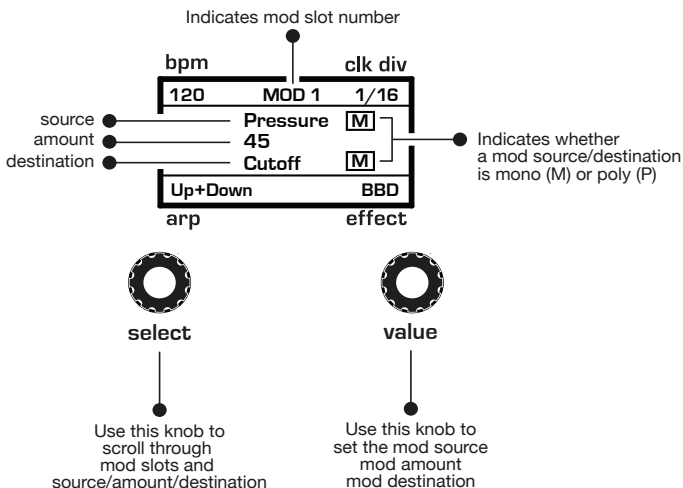 Indicates mod slot number
bpm clk div
120 MOD 1 1/16
source Pressure M
amount 45
destination Cutoff M
Indicates whether
a mod source/destination
is mono (M) or poly (P)
Up+Down BBD
arp effect
select value
Use this knob to
scroll through
mod slots and
source/amount/destination
Use this knob to
set the mod source
mod amount
mod destination